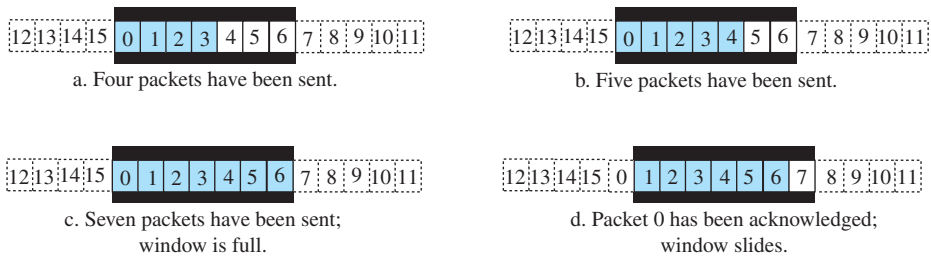 12 13 14 15 0 1 2 3 4 5 6 7 8 9 10 11
a. Four packets have been sent.
12 13 14 15 0 1 2 3 4 5 6 7 8 9 10 11
b. Five packets have been sent.
12 13 14 15 0 1 2 3 4 5 6 7 8 9 10 11
c. Seven packets have been sent;
window is full.
12 13 14 15 0 1 2 3 4 5 6 7 8 9 10 11
d. Packet 0 has been acknowledged;
window slides.